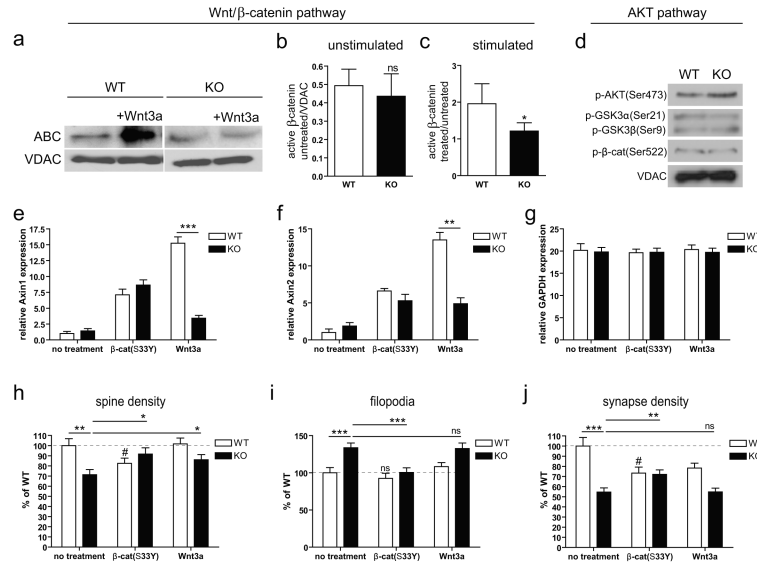 Wnt/β-catenin pathway
AKT pathway
a
WT
KO
+Wnt3a
+Wnt3a
ABC
VDAC
b
unstimulated
active β-catenin
untreated/VDAC
0.6
0.5
0.4
0.3
0.2
0.1
0.0
ns
WT
KO
c
stimulated
active β-catenin
treated/untreated
3
2
1
0
*
WT
KO
d
WT
KO
p-AKT(Ser473)
p-GSK3α(Ser21)
p-GSK3β(Ser9)
p-β-cat(Ser522)
VDAC
e
relative Axin1 expression
17.5
15.0
12.5
10.0
7.5
5.0
2.5
0.0
***
WT
KO
no treatment
β-cat(S33Y)
Wnt3a
f
relative Axin2 expression
15
10
5
0
**
WT
KO
no treatment
β-cat(S33Y)
Wnt3a
g
relative GAPDH expression
25
20
15
10
5
0
WT
KO
no treatment
β-cat(S33Y)
Wnt3a
h
spine density
% of WT
110
100
90
80
70
60
50
40
30
20
10
0
**
*
*
#
WT
KO
no treatment
β-cat(S33Y)
Wnt3a
i
filopodia
% of WT
150
100
50
0
***
***
ns
ns
WT
KO
no treatment
β-cat(S33Y)
Wnt3a
j
synapse density
% of WT
110
100
90
80
70
60
50
40
30
20
10
0
***
**
ns
#
KO
no treatment
β-cat(S33Y)
Wnt3a